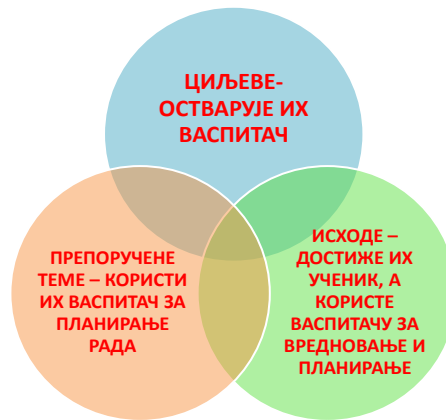 ЦИЉЕВЕ-
ОСТВАРУЈЕ ИХ
ВАСПИТАЧ
ПРЕПОРУЧЕНЕ
ТЕМЕ – КОРИСТИ
ИХ ВАСПИТАЧ ЗА
ПЛАНИРАЊЕ
РАДА
ИСХОДЕ –
ДОСТИЖЕ ИХ
УЧЕНИК, А
КОРИСТЕ
ВАСПИТАЧУ ЗА
ВРЕДНОВАЊЕ И
ПЛАНИРАЊЕ